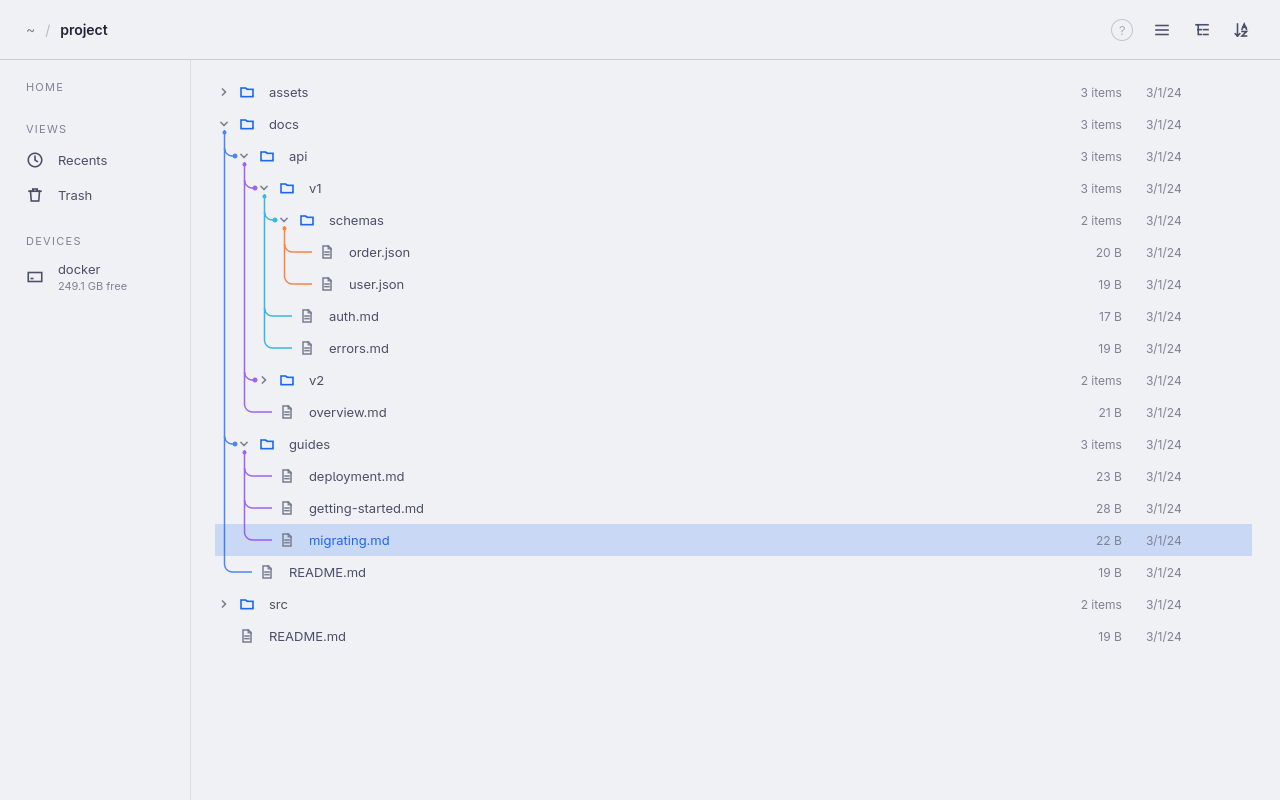 ~ / project
?
HOME
VIEWS
Recents
Trash
DEVICES
docker
249.1 GB free
assets 3 items 3/1/24
docs 3 items 3/1/24
api 3 items 3/1/24
v1 3 items 3/1/24
schemas 2 items 3/1/24
order.json 20 B 3/1/24
user.json 19 B 3/1/24
auth.md 17 B 3/1/24
errors.md 19 B 3/1/24
v2 2 items 3/1/24
overview.md 21 B 3/1/24
guides 3 items 3/1/24
deployment.md 23 B 3/1/24
getting-started.md 28 B 3/1/24
migrating.md 22 B 3/1/24
README.md 19 B 3/1/24
src 2 items 3/1/24
README.md 19 B 3/1/24